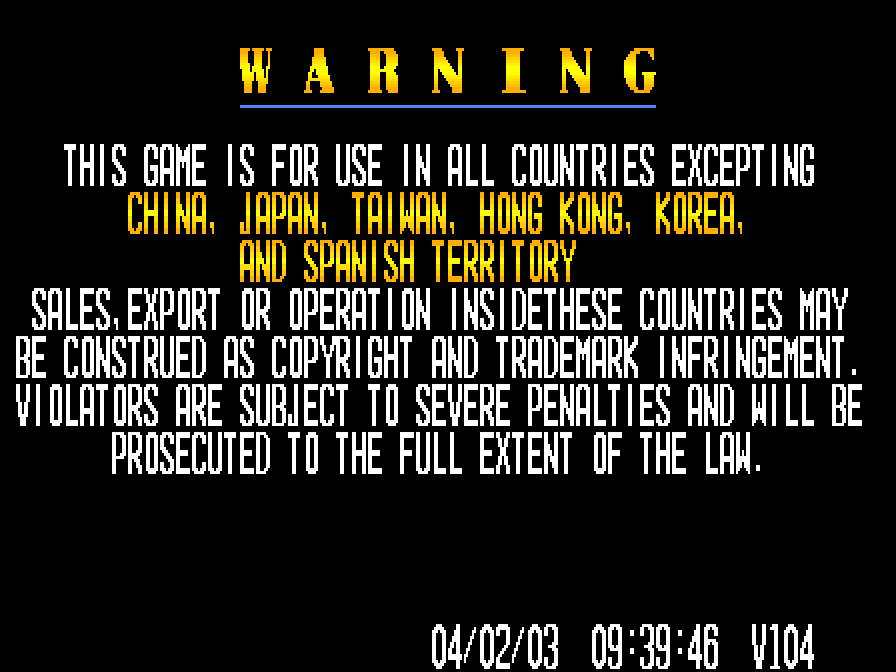 WARNING
THIS GAME IS FOR USE IN ALL COUNTRIES EXCEPTING
CHINA, JAPAN, TAIWAN, HONG KONG, KOREA,
AND SPANISH TERRITORY
SALES,EXPORT OR OPERATION INSIDETHESE COUNTRIES MAY
BE CONSTRUED AS COPYRIGHT AND TRADEMARK INFRINGEMENT.
VIOLATORS ARE SUBJECT TO SEVERE PENALTIES AND WILL BE
PROSECUTED TO THE FULL EXTENT OF THE LAW.
04/02/03 09:39:46 V104